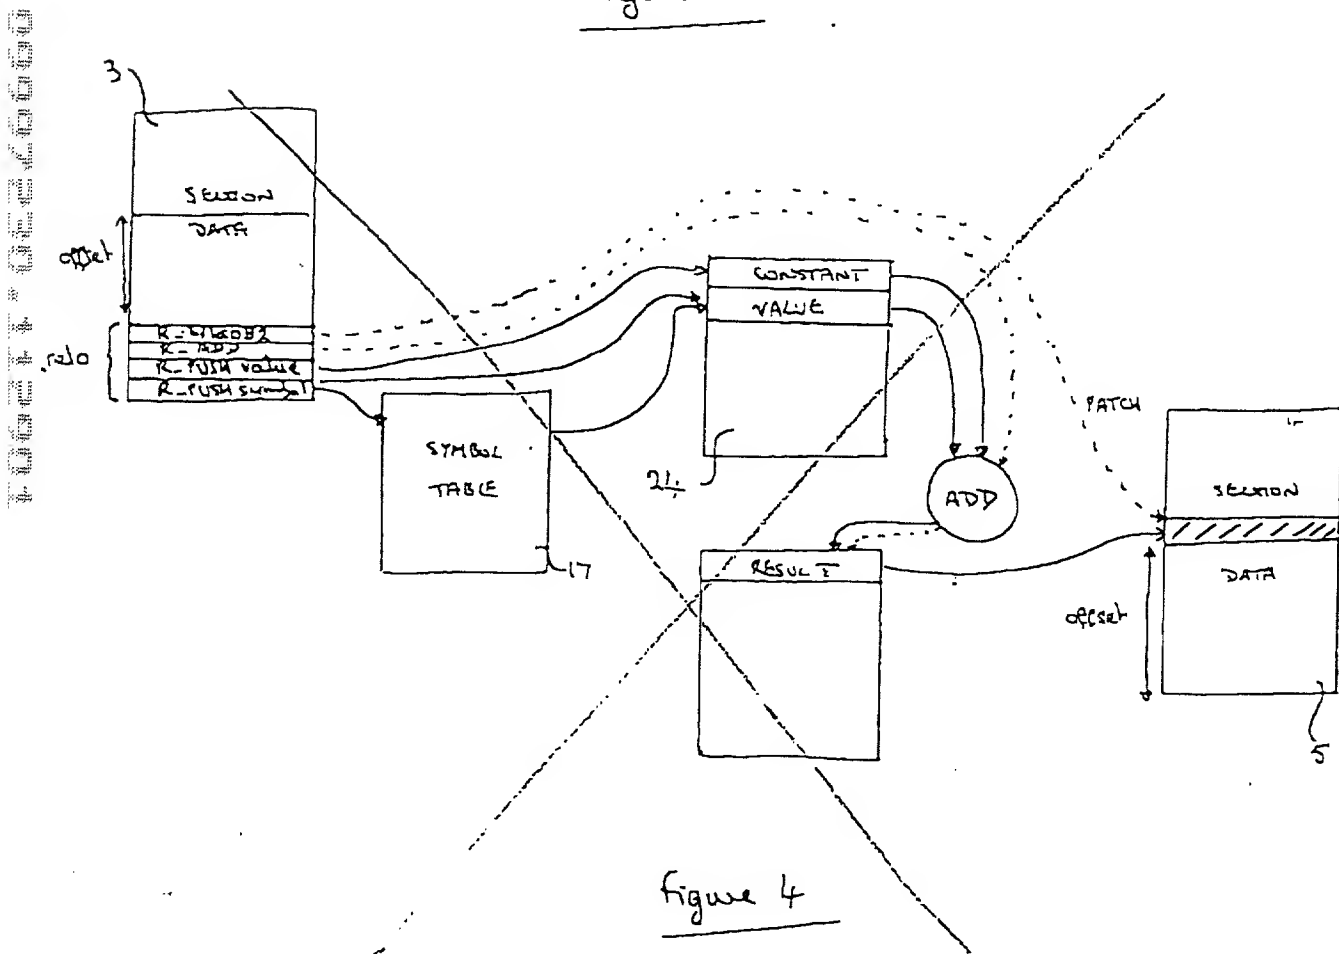 3
SECTION
DATA
offset
relo
R_ADD
R_PUSH value
R_PUSH symbol
SYMBOL
TABLE
17
CONSTANT
VALUE
24
ADD
RESULT
PATCH
SECTION
DATA
offset
5
Figure 4